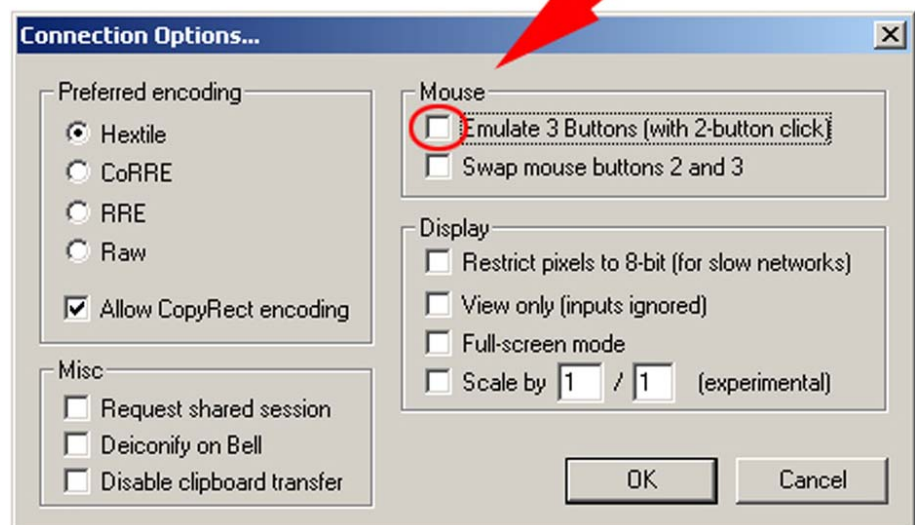 Connection Options...
Preferred encoding
Hextile
CoRRE
RRE
Raw
Allow CopyRect encoding
Misc
Request shared session
Deiconify on Bell
Disable clipboard transfer
Mouse
Emulate 3 Buttons (with 2-button click)
Swap mouse buttons 2 and 3
Display
Restrict pixels to 8-bit (for slow networks)
View only (inputs ignored)
Full-screen mode
Scale by 1 / 1 (experimental)
OK Cancel